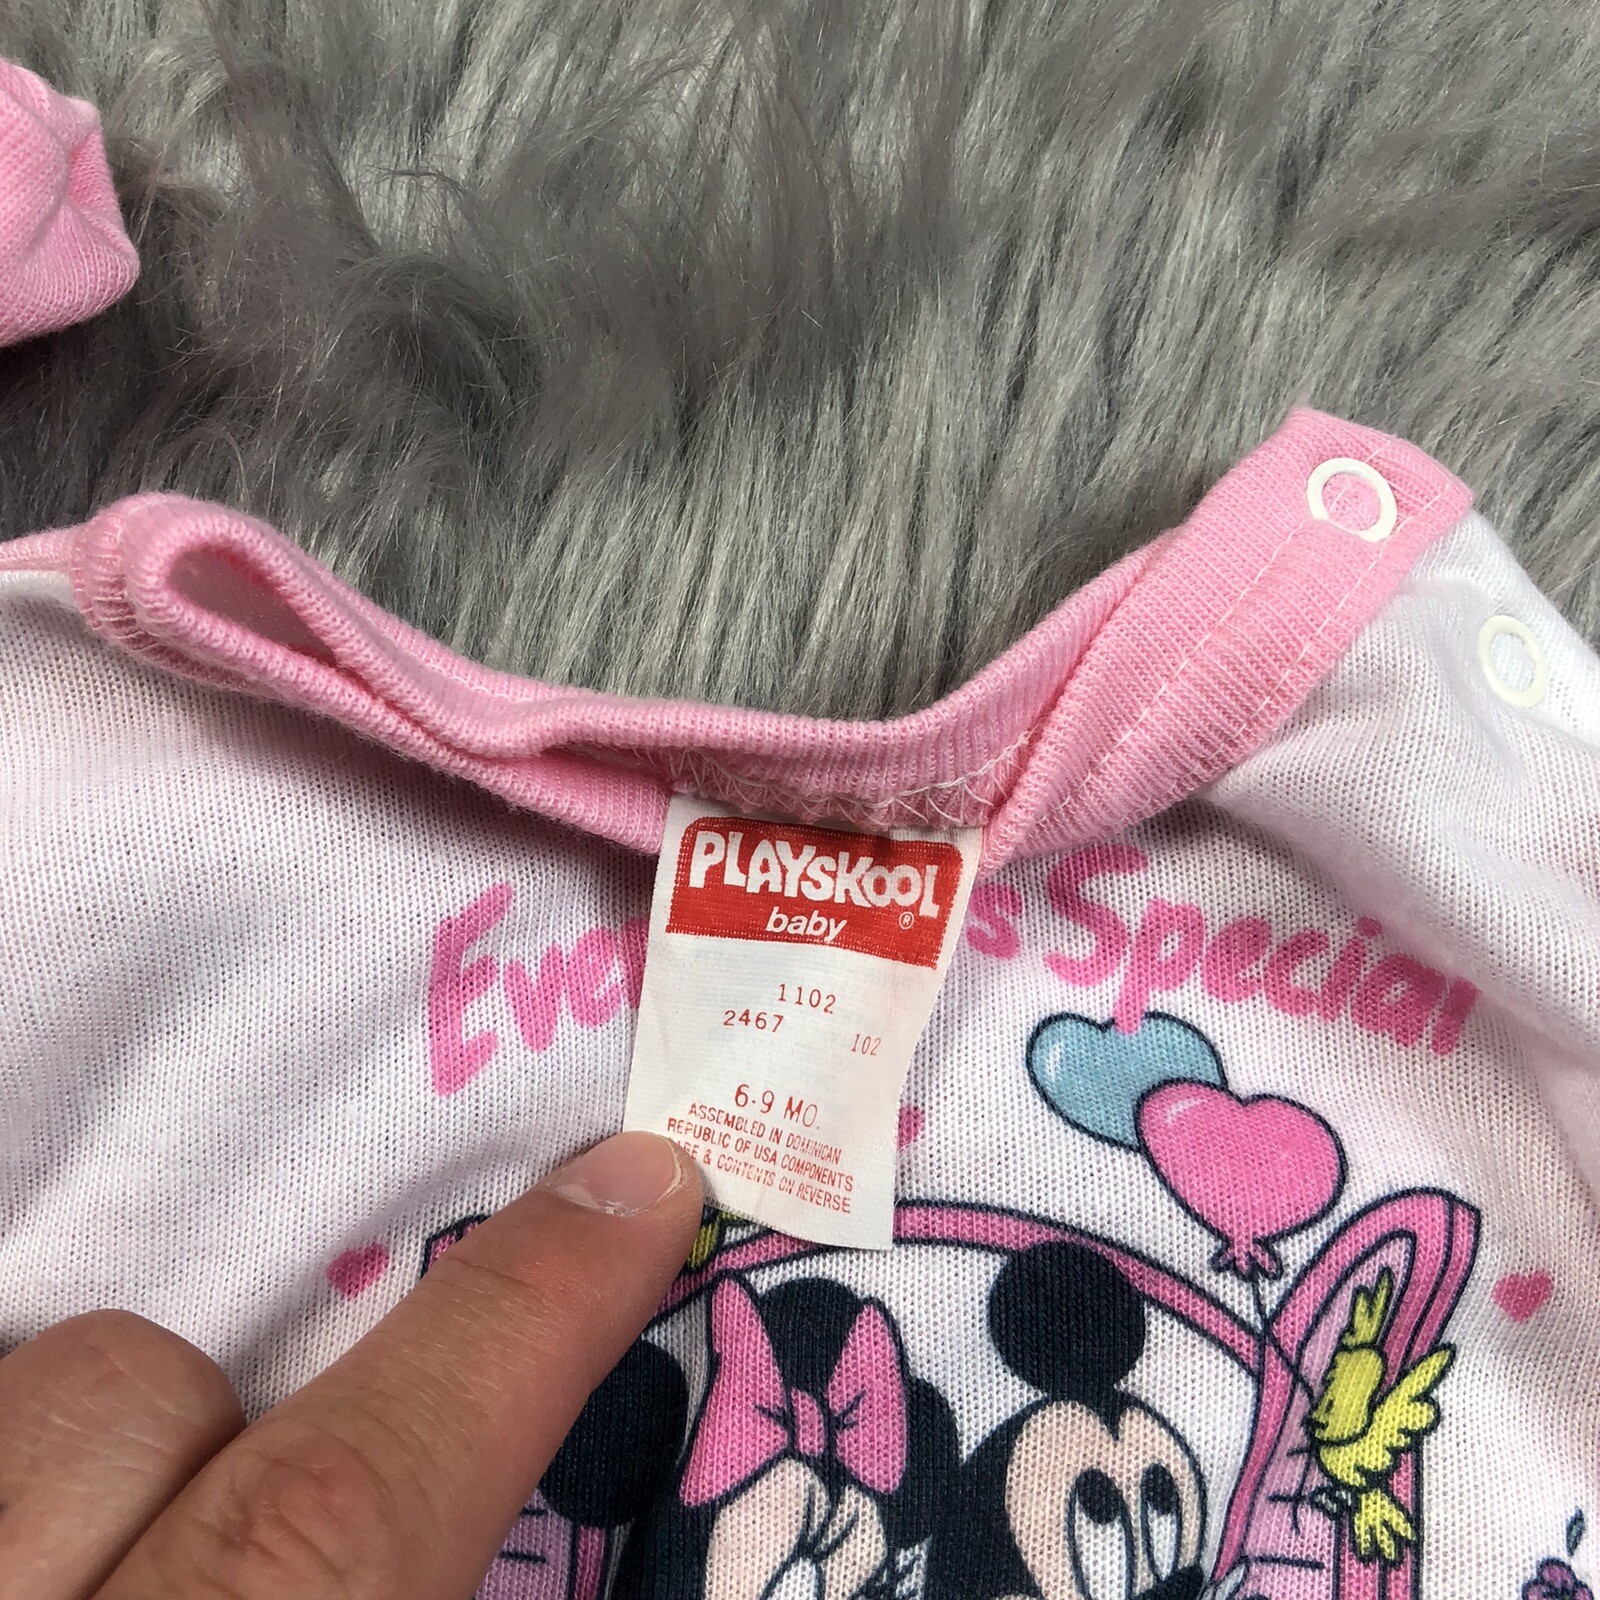 Eve s Special
PLAYSKOOL®
baby
1102
2467
102
6-9 MO.
ASSEMBLED IN DOMINICAN
REPUBLIC OF USA COMPONENTS
& CONTENTS ON REVERSE